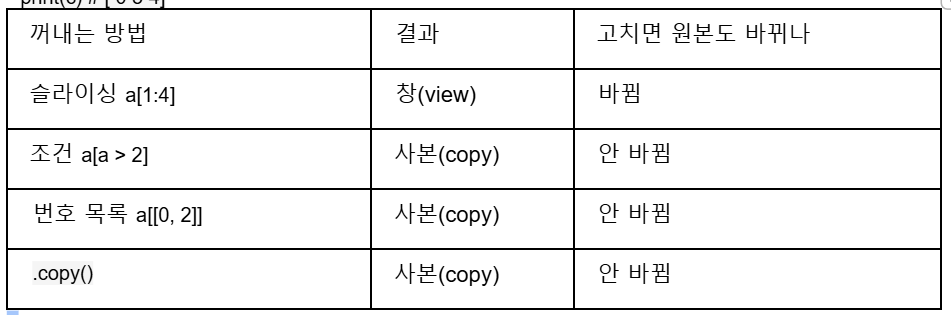 꺼내는 방법 결과 고치면 원본도 바뀌나
슬라이싱 a[1:4] 창(view) 바뀜
조건 a[a > 2] 사본(copy) 안 바뀜
번호 목록 a[[0, 2]] 사본(copy) 안 바뀜
.copy() 사본(copy) 안 바뀜